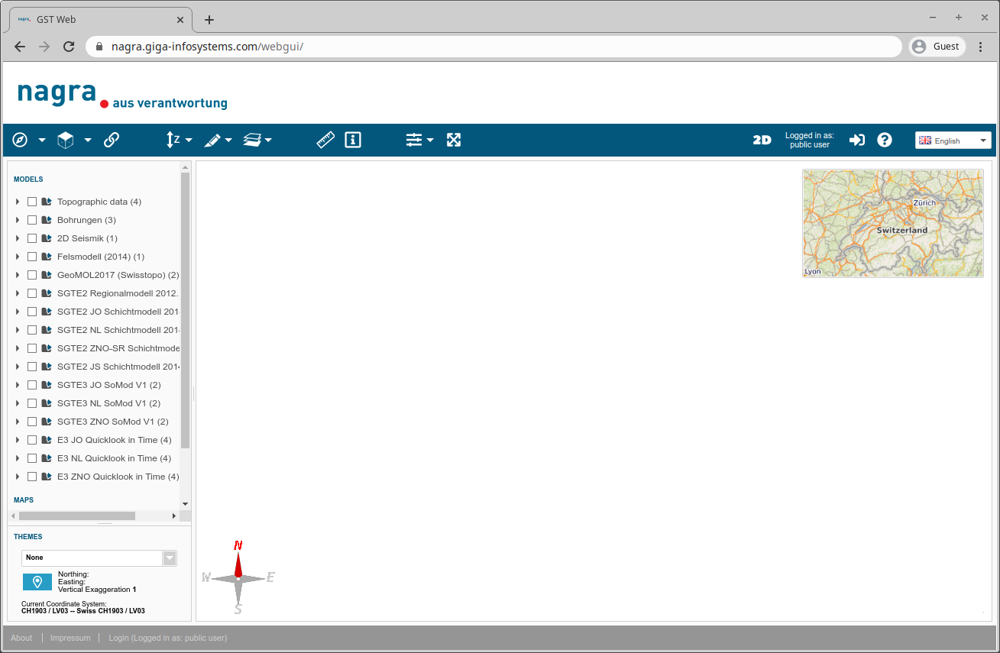 nagra.
GST Web
nagra.giga-infosystems.com/webgui/
Guest
nagra.
aus verantwortung
Z
2D
Logged in as:
public user
English
MODELS
Topographic data (4)
Bohrungen (3)
2D Seismik (1)
Felsmodell (2014) (1)
GeoMOL2017 (Swisstopo) (2)
SGTE2 Regionalmodell 2012.
SGTE2 JO Schichtmodell 201
SGTE2 NL Schichtmodell 201
SGTE2 ZNO-SR Schichtmode
SGTE2 JS Schichtmodell 2014
SGTE3 JO SoMod V1 (2)
SGTE3 NL SoMod V1 (2)
SGTE3 ZNO SoMod V1 (2)
E3 JO Quicklook in Time (4)
E3 NL Quicklook in Time (4)
E3 ZNO Quicklook in Time (4)
MAPS
Zürich
Switzerland
Lyon
THEMES
None
Northing:
Easting:
Vertical Exaggeration 1
Current Coordinate System:
CH1903 / LV03 -- Swiss CH1903 / LV03
N
W E
S
About | Impressum | Login (Logged in as: public user)